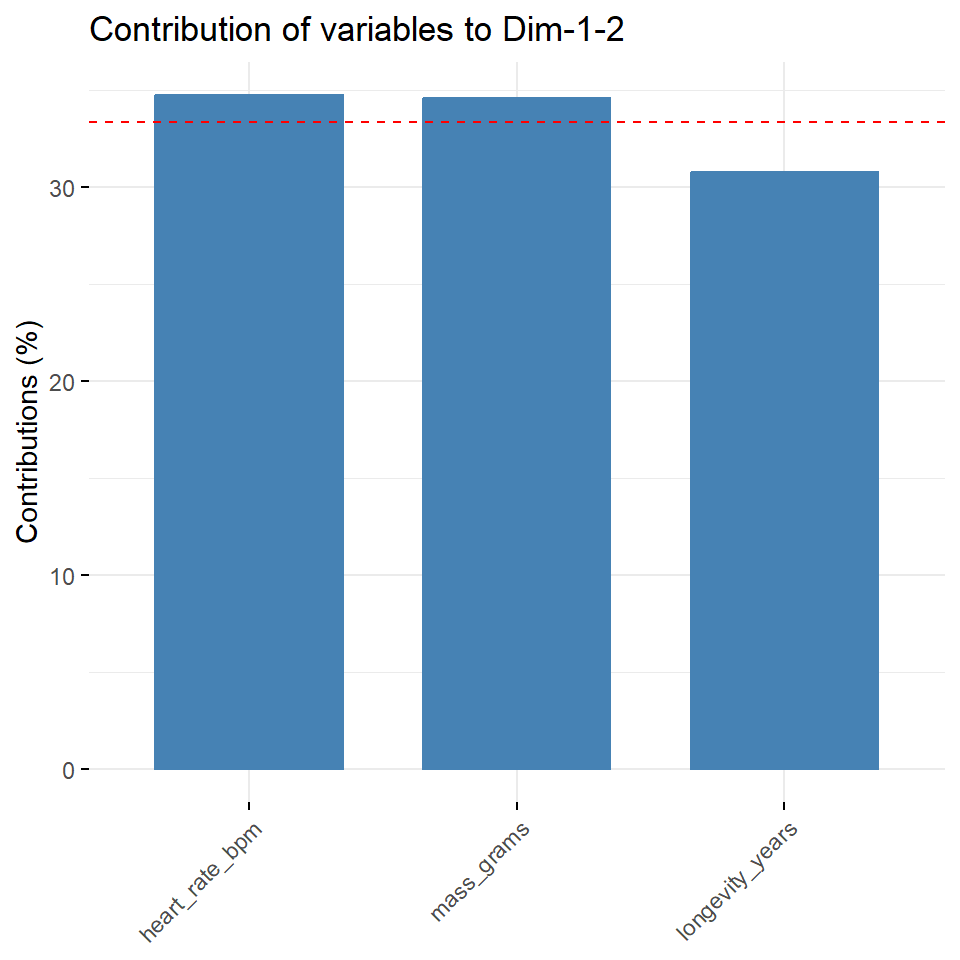 Contribution of variables to Dim-1-2
Contributions (%)
30
20
10
0
heart_rate_bpm
mass_grams
longevity_years